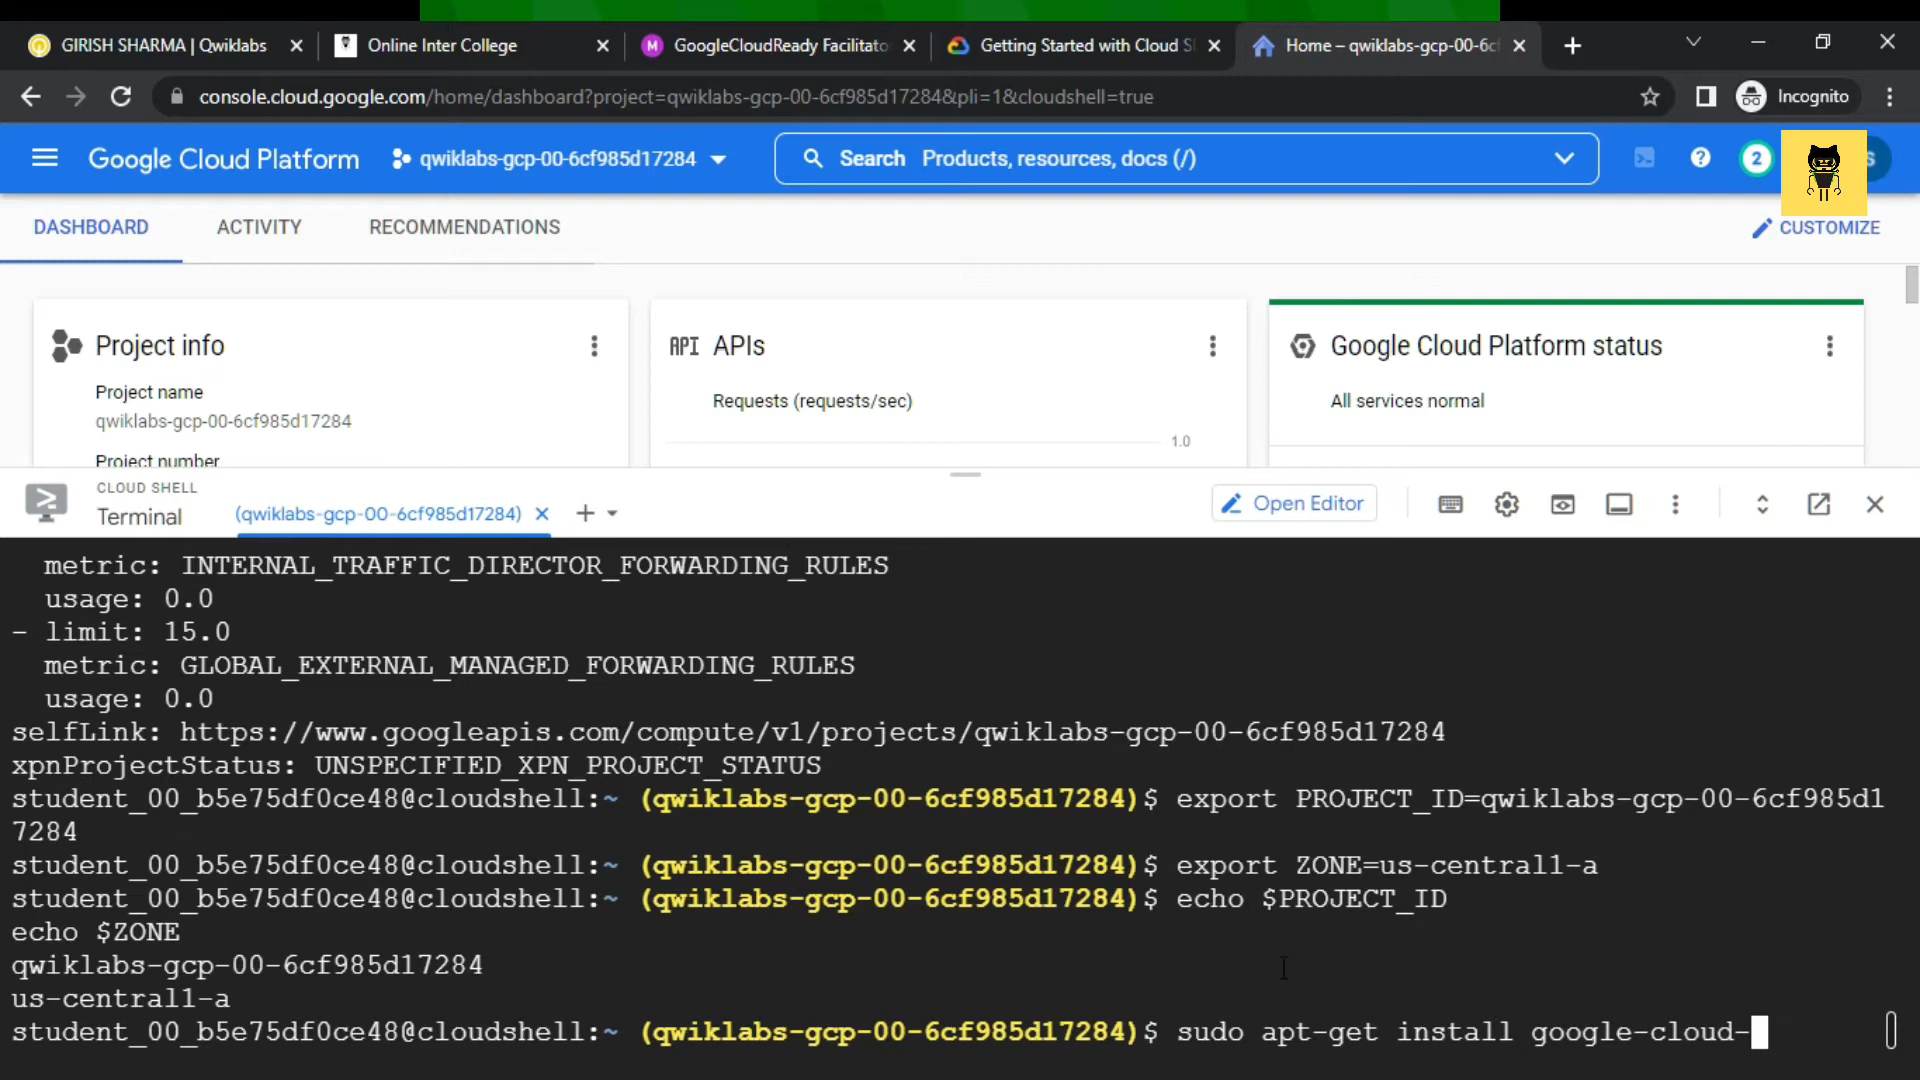 GIRISH SHARMA | Qwiklabs
Online Inter College
M GoogleCloudReady Facilitato
Getting Started with Cloud S
Home – qwiklabs-gcp-00-6cf
console.cloud.google.com/home/dashboard?project=qwiklabs-gcp-00-6cf985d17284&pli=1&cloudshell=true
Incognito
Google Cloud Platform
qwiklabs-gcp-00-6cf985d17284
Search Products, resources, docs (/)
2
S
DASHBOARD
ACTIVITY
RECOMMENDATIONS
CUSTOMIZE
Project info
Project name
qwiklabs-gcp-00-6cf985d17284
Project number
API APIs
Requests (requests/sec)
1.0
Google Cloud Platform status
All services normal
CLOUD SHELL
Terminal
(qwiklabs-gcp-00-6cf985d17284)
Open Editor
metric: INTERNAL_TRAFFIC_DIRECTOR_FORWARDING_RULES
usage: 0.0
- limit: 15.0
metric: GLOBAL_EXTERNAL_MANAGED_FORWARDING_RULES
usage: 0.0
selfLink: https://www.googleapis.com/compute/v1/projects/qwiklabs-gcp-00-6cf985d17284
xpnProjectStatus: UNSPECIFIED_XPN_PROJECT_STATUS
student_00_b5e75df0ce48@cloudshell:~ (qwiklabs-gcp-00-6cf985d17284)$ export PROJECT_ID=qwiklabs-gcp-00-6cf985d1
7284
student_00_b5e75df0ce48@cloudshell:~ (qwiklabs-gcp-00-6cf985d17284)$ export ZONE=us-central1-a
student_00_b5e75df0ce48@cloudshell:~ (qwiklabs-gcp-00-6cf985d17284)$ echo $PROJECT_ID
echo $ZONE
qwiklabs-gcp-00-6cf985d17284
us-central1-a
student_00_b5e75df0ce48@cloudshell:~ (qwiklabs-gcp-00-6cf985d17284)$ sudo apt-get install google-cloud-